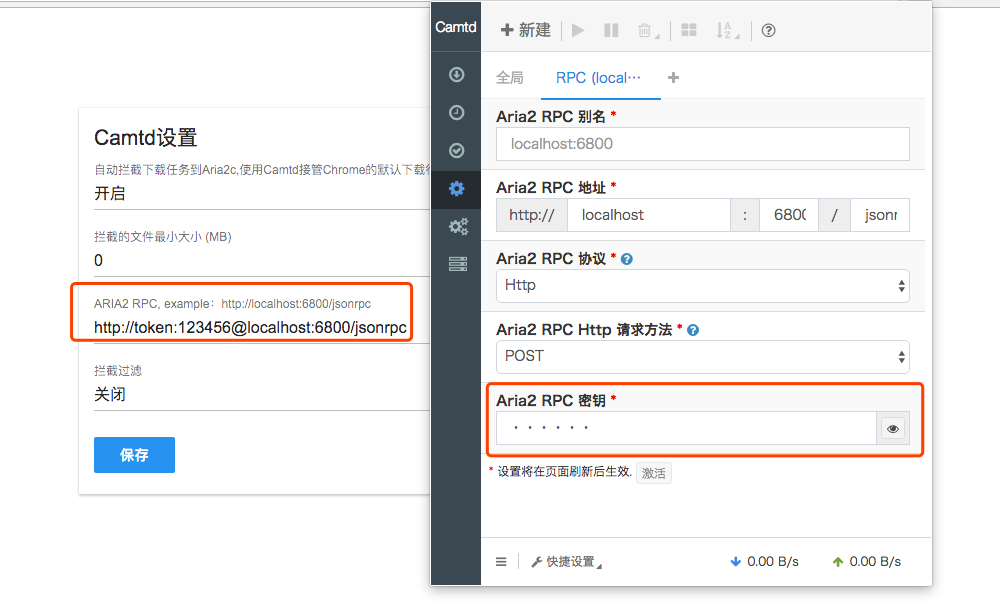 Camtd设置
自动拦截下载任务到Aria2c,使用Camtd接管Chrome的默认下载
开启
拦截的文件最小大小 (MB)
0
ARIA2 RPC, example：http://localhost:6800/jsonrpc
http://token:123456@localhost:6800/jsonrpc
拦截过滤
关闭
保存
Camtd
新建
全局
RPC (local···
Aria2 RPC 别名 *
localhost:6800
Aria2 RPC 地址 *
http:// localhost : 6800 / jsonr
Aria2 RPC 协议 *
Http
Aria2 RPC Http 请求方法 *
POST
Aria2 RPC 密钥 *
······
* 设置将在页面刷新后生效. 激活
快捷设置
0.00 B/s
0.00 B/s